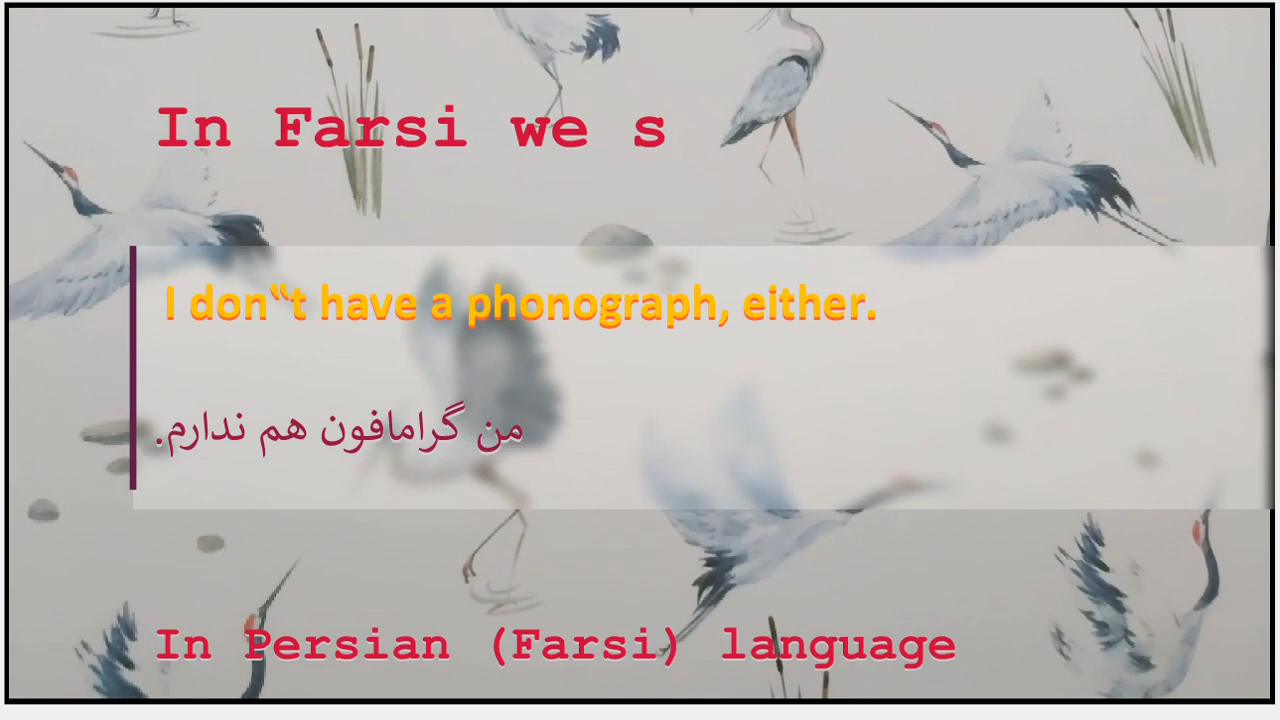 In Farsi we s
I don‟t have a phonograph, either.
من گرامافون هم ندارم.
In Persian (Farsi) language